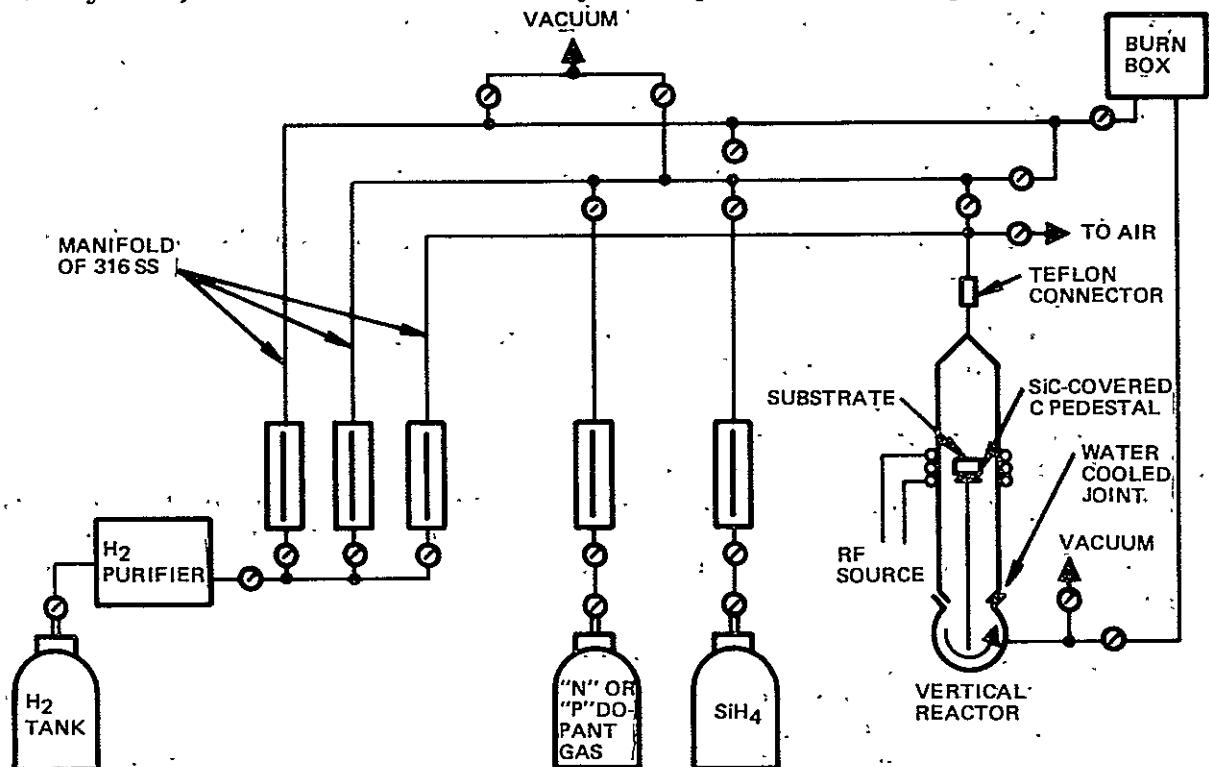 VACUUM
BURN
BOX
MANIFOLD
OF 316 SS
TO AIR
TEFLON
CONNECTOR
SUBSTRATE
SiC-COVERED
C PEDESTAL
WATER
COOLED
JOINT.
H2
PURIFIER
RF
SOURCE
VACUUM
H2
TANK
"N" OR
"P" DO-
PANT
GAS
SiH4
VERTICAL
REACTOR